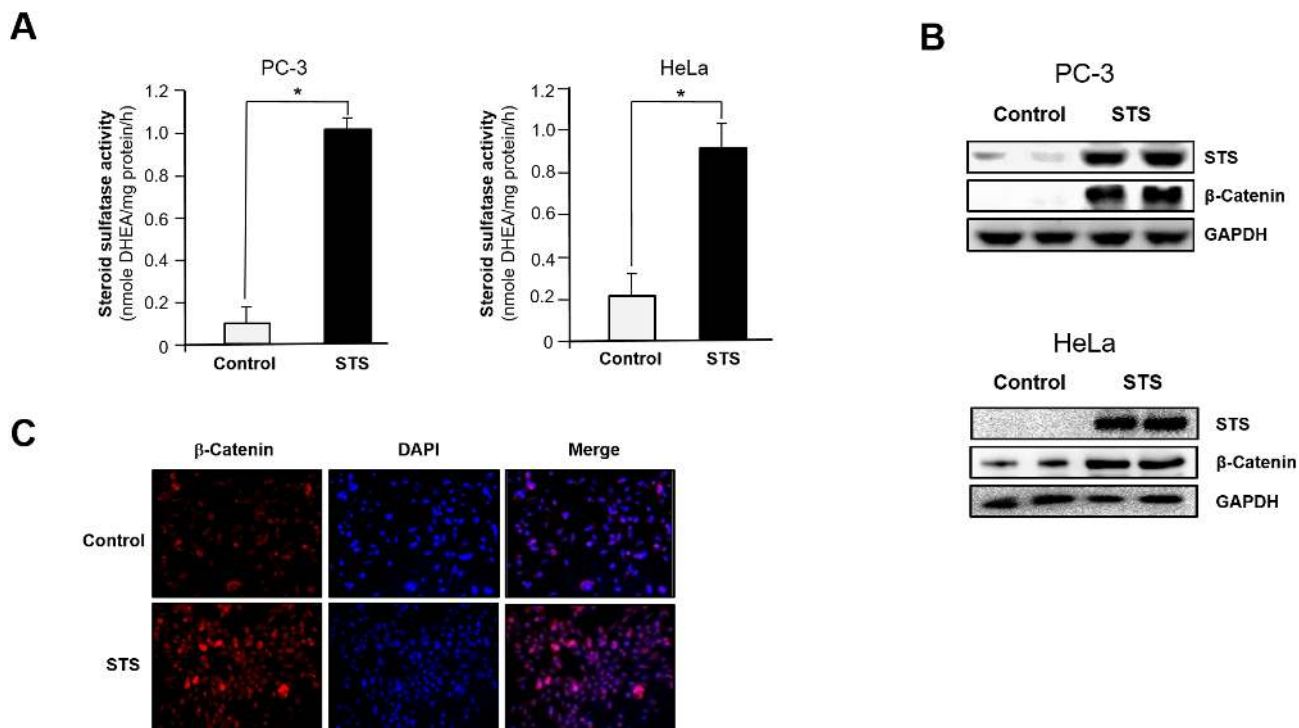 A
PC-3
Steroid sulfatase activity
(nmole DHEA/mg protein/h)
1.2
1.0
0.8
0.6
0.4
0.2
0
*
Control
STS
HeLa
Steroid sulfatase activity
(nmole DHEA/mg protein/h)
1.2
1.0
0.8
0.6
0.4
0.2
0
*
Control
STS
B
PC-3
Control STS
STS
β-Catenin
GAPDH
HeLa
Control STS
STS
β-Catenin
GAPDH
C
β-Catenin DAPI Merge
Control
STS